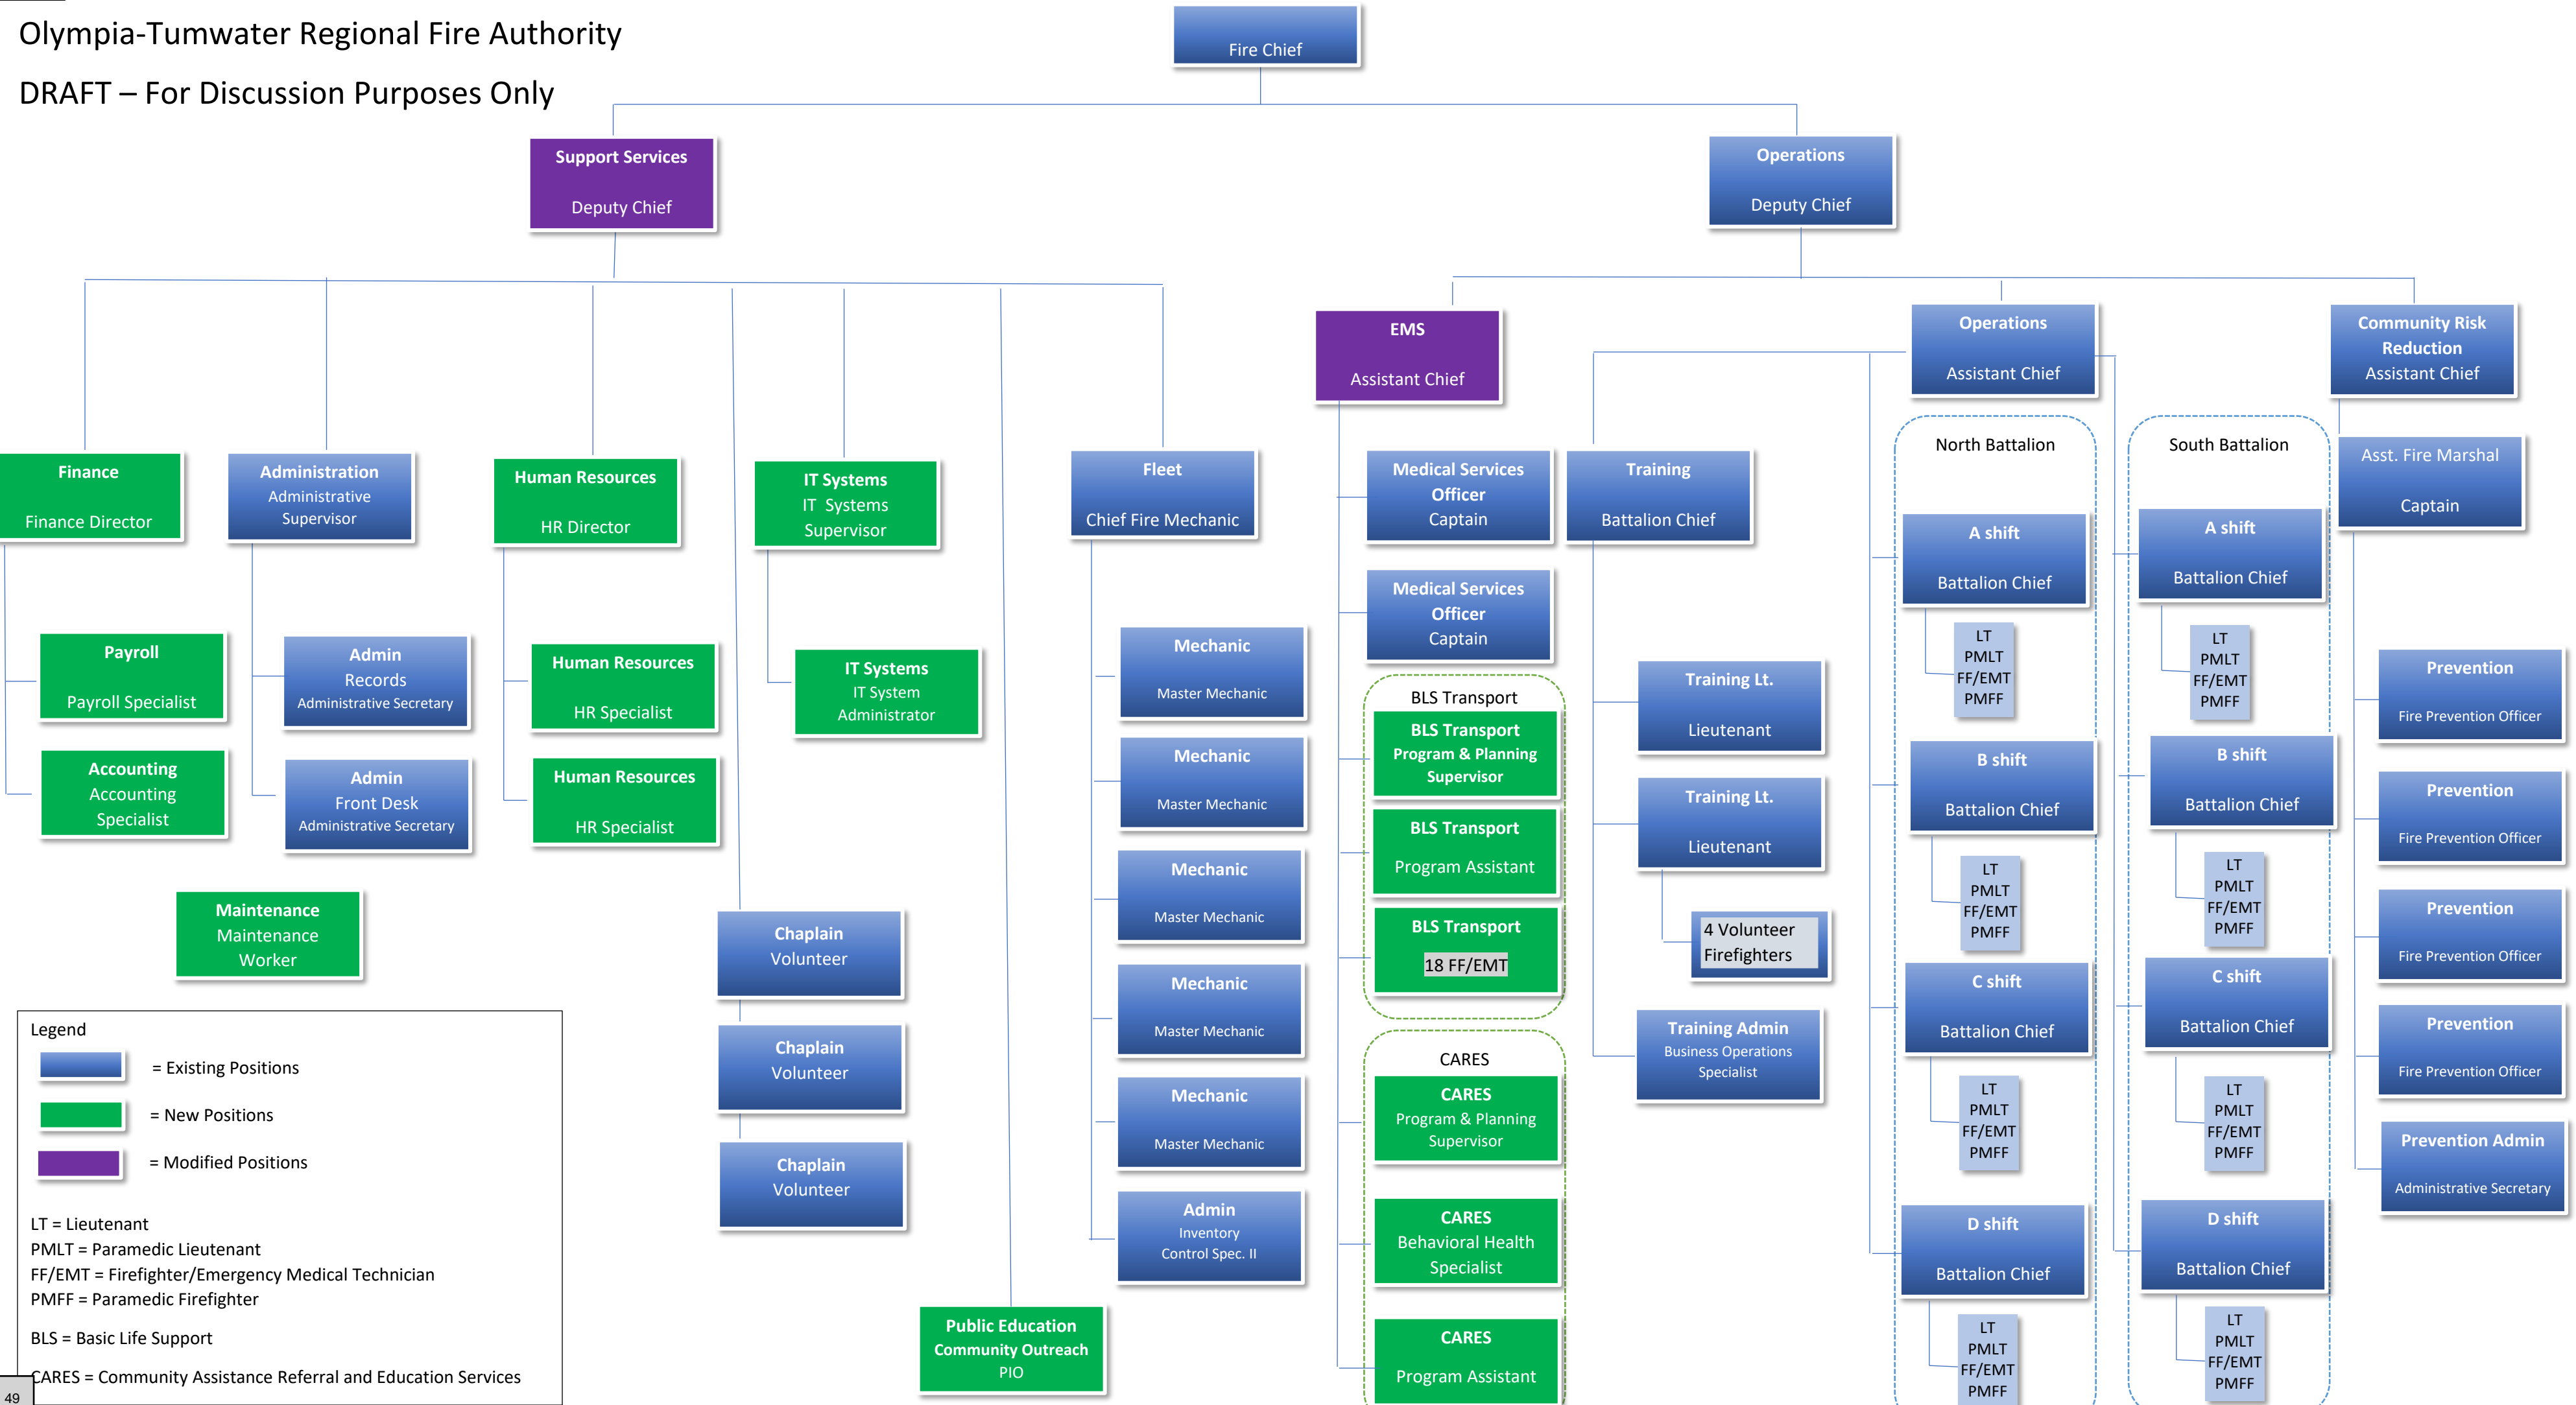 Olympia-Tumwater Regional Fire Authority
DRAFT – For Discussion Purposes Only
Fire Chief
Support Services
Deputy Chief
Operations
Deputy Chief
Finance
Finance Director
Payroll
Payroll Specialist
Accounting
Accounting
Specialist
Maintenance
Maintenance
Worker
Administration
Administrative
Supervisor
Admin
Records
Administrative Secretary
Admin
Front Desk
Administrative Secretary
Human Resources
HR Director
Human Resources
HR Specialist
Human Resources
HR Specialist
Chaplain
Volunteer
Chaplain
Volunteer
Chaplain
Volunteer
IT Systems
IT Systems
Supervisor
IT Systems
IT System
Administrator
Public Education
Community Outreach
PIO
Fleet
Chief Fire Mechanic
Mechanic
Master Mechanic
Mechanic
Master Mechanic
Mechanic
Master Mechanic
Mechanic
Master Mechanic
Mechanic
Master Mechanic
Admin
Inventory
Control Spec. II
EMS
Assistant Chief
Medical Services
Officer
Captain
Medical Services
Officer
Captain
BLS Transport
BLS Transport
Program & Planning
Supervisor
BLS Transport
Program Assistant
BLS Transport
18 FF/EMT
CARES
CARES
Program & Planning
Supervisor
CARES
Behavioral Health
Specialist
CARES
Program Assistant
Training
Battalion Chief
Training Lt.
Lieutenant
Training Lt.
Lieutenant
4 Volunteer
Firefighters
Training Admin
Business Operations
Specialist
Operations
Assistant Chief
North Battalion
A shift
Battalion Chief
LT
PMLT
FF/EMT
PMFF
B shift
Battalion Chief
LT
PMLT
FF/EMT
PMFF
C shift
Battalion Chief
LT
PMLT
FF/EMT
PMFF
D shift
Battalion Chief
LT
PMLT
FF/EMT
PMFF
South Battalion
A shift
Battalion Chief
LT
PMLT
FF/EMT
PMFF
B shift
Battalion Chief
LT
PMLT
FF/EMT
PMFF
C shift
Battalion Chief
LT
PMLT
FF/EMT
PMFF
D shift
Battalion Chief
LT
PMLT
FF/EMT
PMFF
Community Risk
Reduction
Assistant Chief
Asst. Fire Marshal
Captain
Prevention
Fire Prevention Officer
Prevention
Fire Prevention Officer
Prevention
Fire Prevention Officer
Prevention
Fire Prevention Officer
Prevention Admin
Administrative Secretary
Legend
= Existing Positions
= New Positions
= Modified Positions
LT = Lieutenant
PMLT = Paramedic Lieutenant
FF/EMT = Firefighter/Emergency Medical Technician
PMFF = Paramedic Firefighter
BLS = Basic Life Support
CARES = Community Assistance Referral and Education Services
49